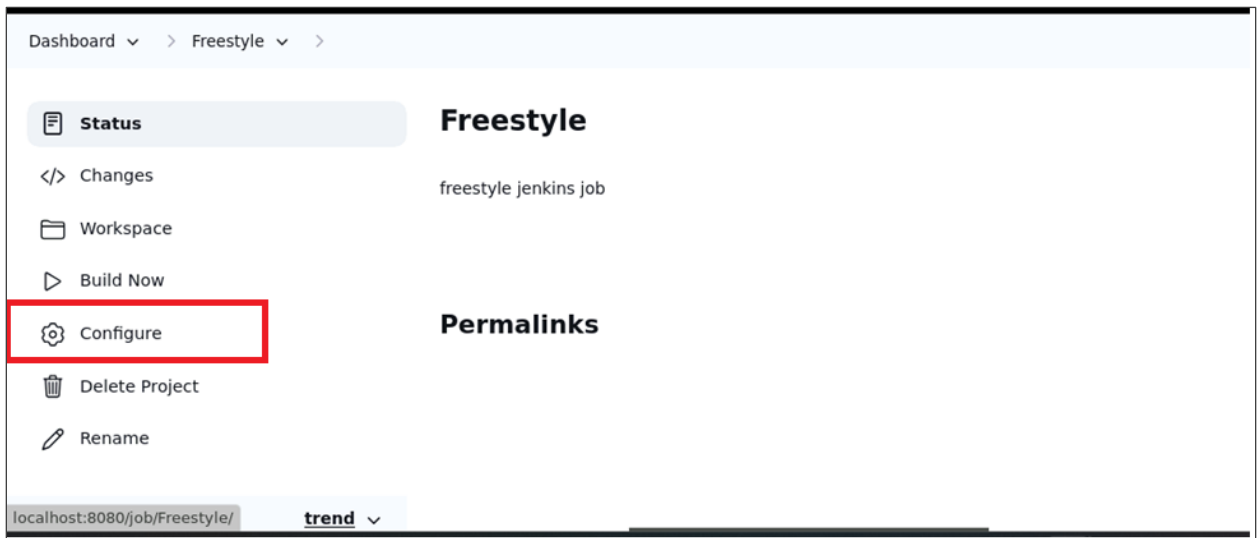 Dashboard
Freestyle
Status
Changes
Workspace
Build Now
Configure
Delete Project
Rename
localhost:8080/job/Freestyle/
trend
Freestyle
freestyle jenkins job
Permalinks